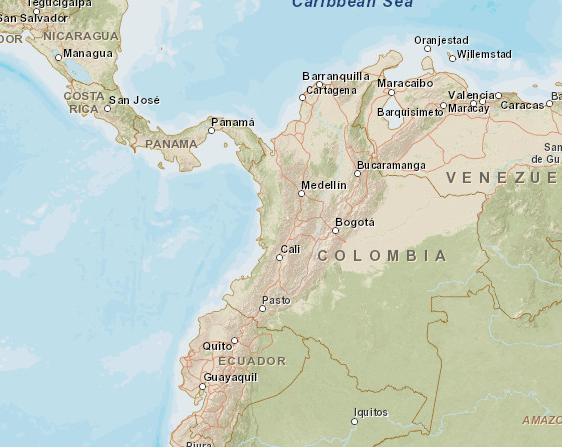 Caribbean Sea
Tegucigalpa
San Salvador
DOR
NICARAGUA
Managua
Oranjestad
Willemstad
COSTA
RICA
San José
Barranquilla
Cartagena
Maracaibo
Valencia
Barquisimeto
Maracay
Caracas
Ba
Panamá
PANAMA
San
de Gu
Bucaramanga
VENEZUE
Medellín
Bogotá
Cali
COLOMBIA
Pasto
Quito
ECUADOR
Guayaquil
Iquitos
AMAZO
Piura